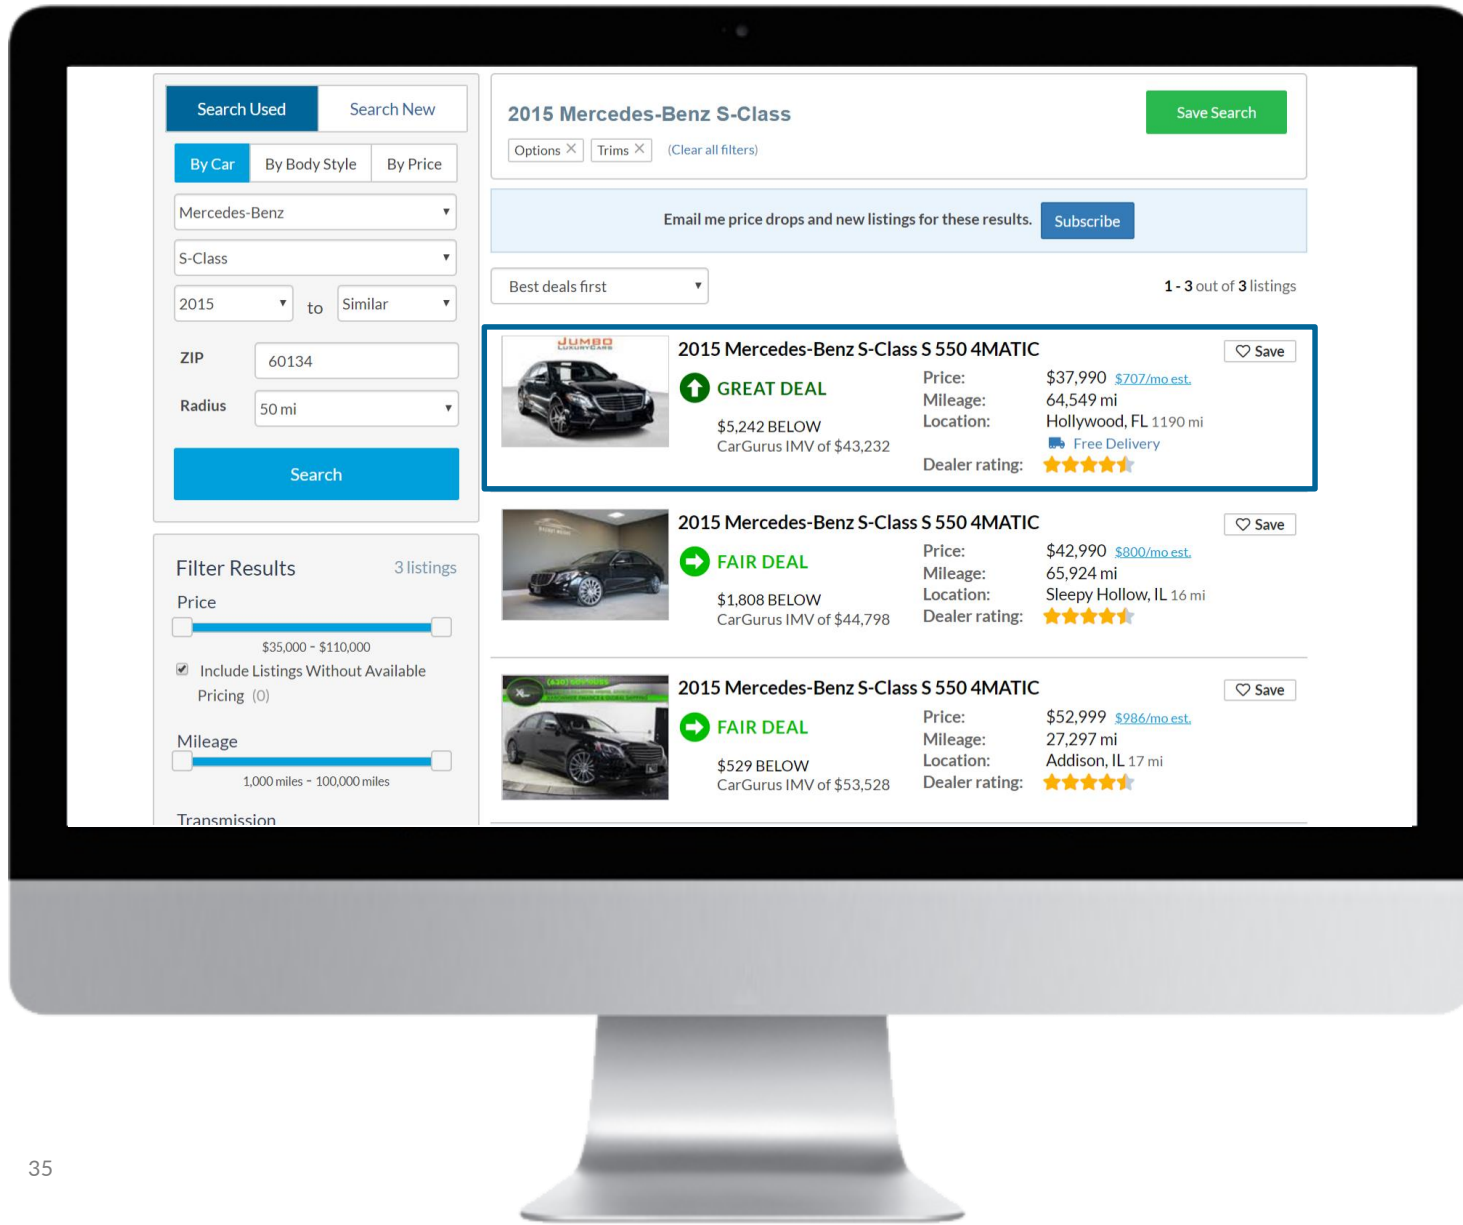 Search Used
Search New
By Car
By Body Style
By Price
Mercedes-Benz
S-Class
2015
to
Similar
ZIP
60134
Radius
50 mi
Search
Filter Results
3 listings
Price
$35,000 - $110,000
Include Listings Without Available
Pricing (0)
Mileage
1,000 miles - 100,000 miles
Transmission
2015 Mercedes-Benz S-Class
Save Search
Options ×
Trims ×
(Clear all filters)
Email me price drops and new listings for these results.
Subscribe
Best deals first
1 - 3 out of 3 listings
JUMBO
LUXURYCARS
2015 Mercedes-Benz S-Class S 550 4MATIC
Save
GREAT DEAL
$5,242 BELOW
CarGurus IMV of $43,232
Price: $37,990 $707/mo est.
Mileage: 64,549 mi
Location: Hollywood, FL 1190 mi
Free Delivery
Dealer rating:
2015 Mercedes-Benz S-Class S 550 4MATIC
Save
FAIR DEAL
$1,808 BELOW
CarGurus IMV of $44,798
Price: $42,990 $800/mo est.
Mileage: 65,924 mi
Location: Sleepy Hollow, IL 16 mi
Dealer rating:
2015 Mercedes-Benz S-Class S 550 4MATIC
Save
FAIR DEAL
$529 BELOW
CarGurus IMV of $53,528
Price: $52,999 $986/mo est.
Mileage: 27,297 mi
Location: Addison, IL 17 mi
Dealer rating:
35